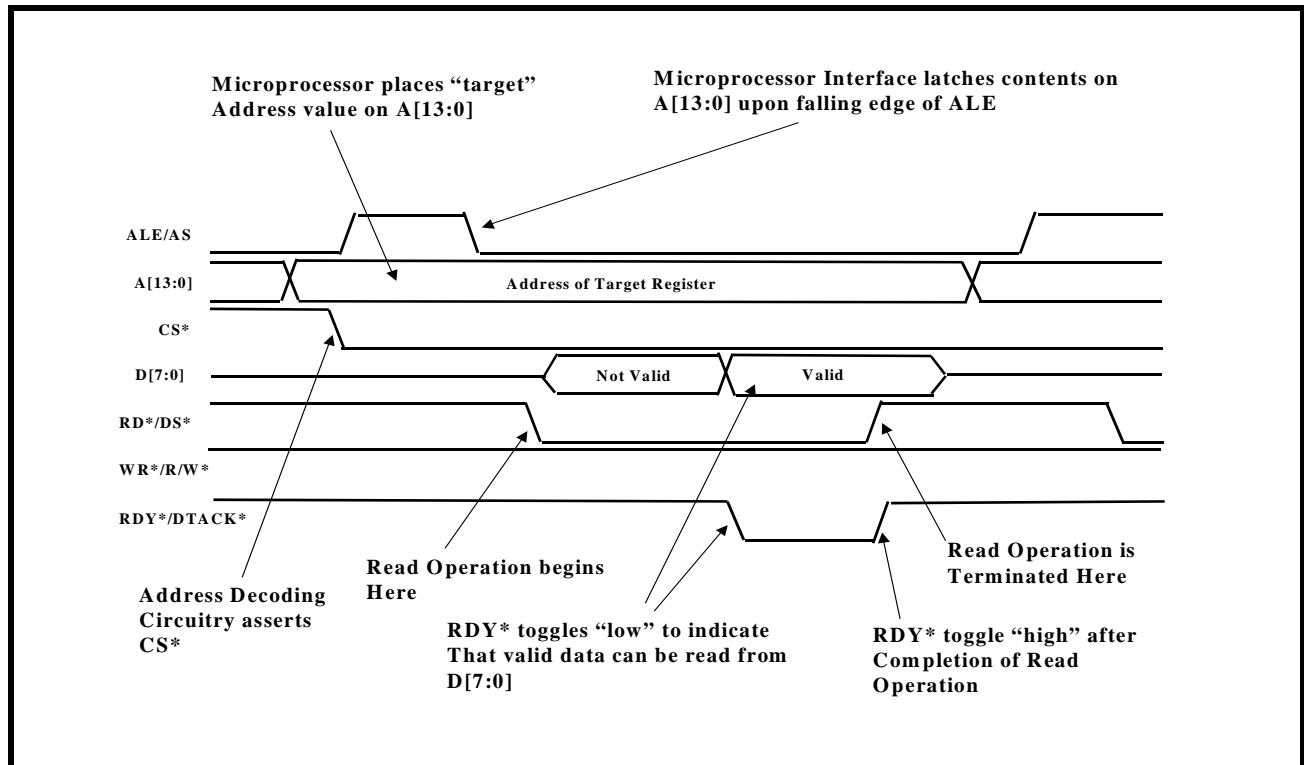 Microprocessor places “target”
Address value on A[13:0]
Microprocessor Interface latches contents on
A[13:0] upon falling edge of ALE
ALE/AS
A[13:0]
Address of Target Register
CS*
D[7:0]
Not Valid
Valid
RD*/DS*
WR*/R/W*
RDY*/DTACK*
Read Operation begins
Here
Read Operation is
Terminated Here
Address Decoding
Circuitry asserts
CS*
RDY* toggles “low” to indicate
That valid data can be read from
D[7:0]
RDY* toggle “high” after
Completion of Read
Operation